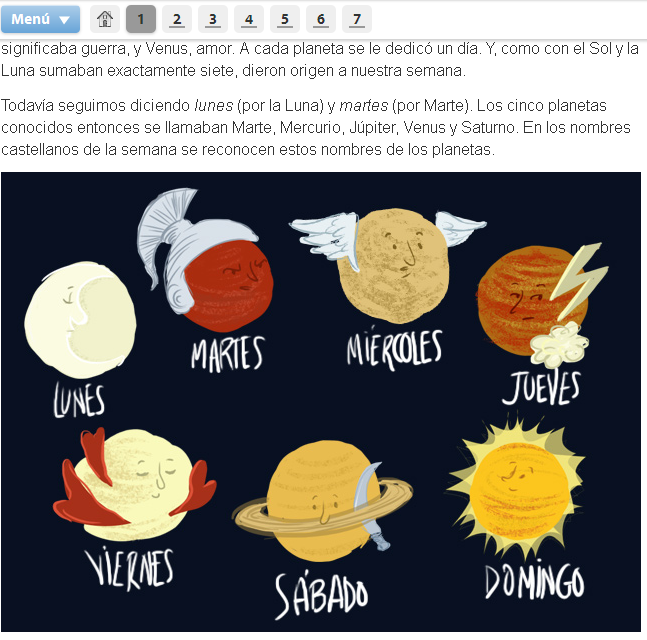 Menú ▼ 1 2 3 4 5 6 7
significaba guerra, y Venus, amor. A cada planeta se le dedicó un día. Y, como con el Sol y la
Luna sumaban exactamente siete, dieron origen a nuestra semana.
Todavía seguimos diciendo lunes (por la Luna) y martes (por Marte). Los cinco planetas
conocidos entonces se llamaban Marte, Mercurio, Júpiter, Venus y Saturno. En los nombres
castellanos de la semana se reconocen estos nombres de los planetas.
LUNES
MARTES
MIÉRCOLES
JUEVES
VIERNES
SÁBADO
DOMINGO